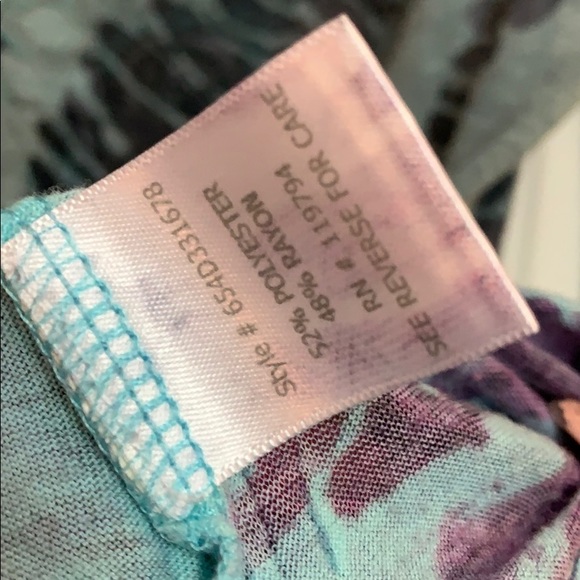 Style # 654D331678
52% POLYESTER
48% RAYON
RN # 119794
SEE REVERSE FOR CARE